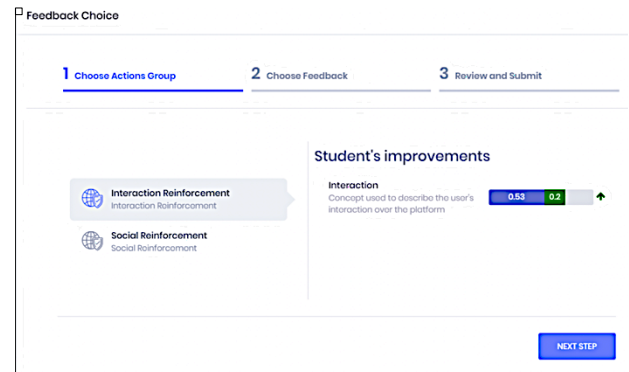 Feedback Choice
1 Choose Actions Group
2 Choose Feedback
3 Review and Submit
Student's improvements
Interaction Reinforcement
Interaction Reinforcement
Social Reinforcement
Social Reinforcement
Interaction
Concept used to describe the user's
interaction over the platform
0.53 0.2
NEXT STEP